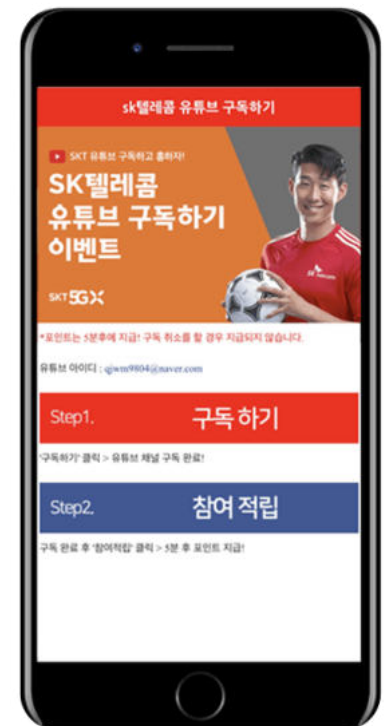 sk텔레콤 유튜브 구독하기
SKT 유튜브 구독하고 흥하자!
SK텔레콤
유튜브 구독하기
이벤트
SKT 5GX
*포인트는 5분후에 지급! 구독 취소를 할 경우 지급되지 않습니다.
유튜브 아이디 : qjwm9804@naver.com
Step1. 구독 하기
'구독하기' 클릭 > 유튜브 채널 구독 완료!
Step2. 참여 적립
구독 완료 후 '참여적립' 클릭 > 5분 후 포인트 지급!